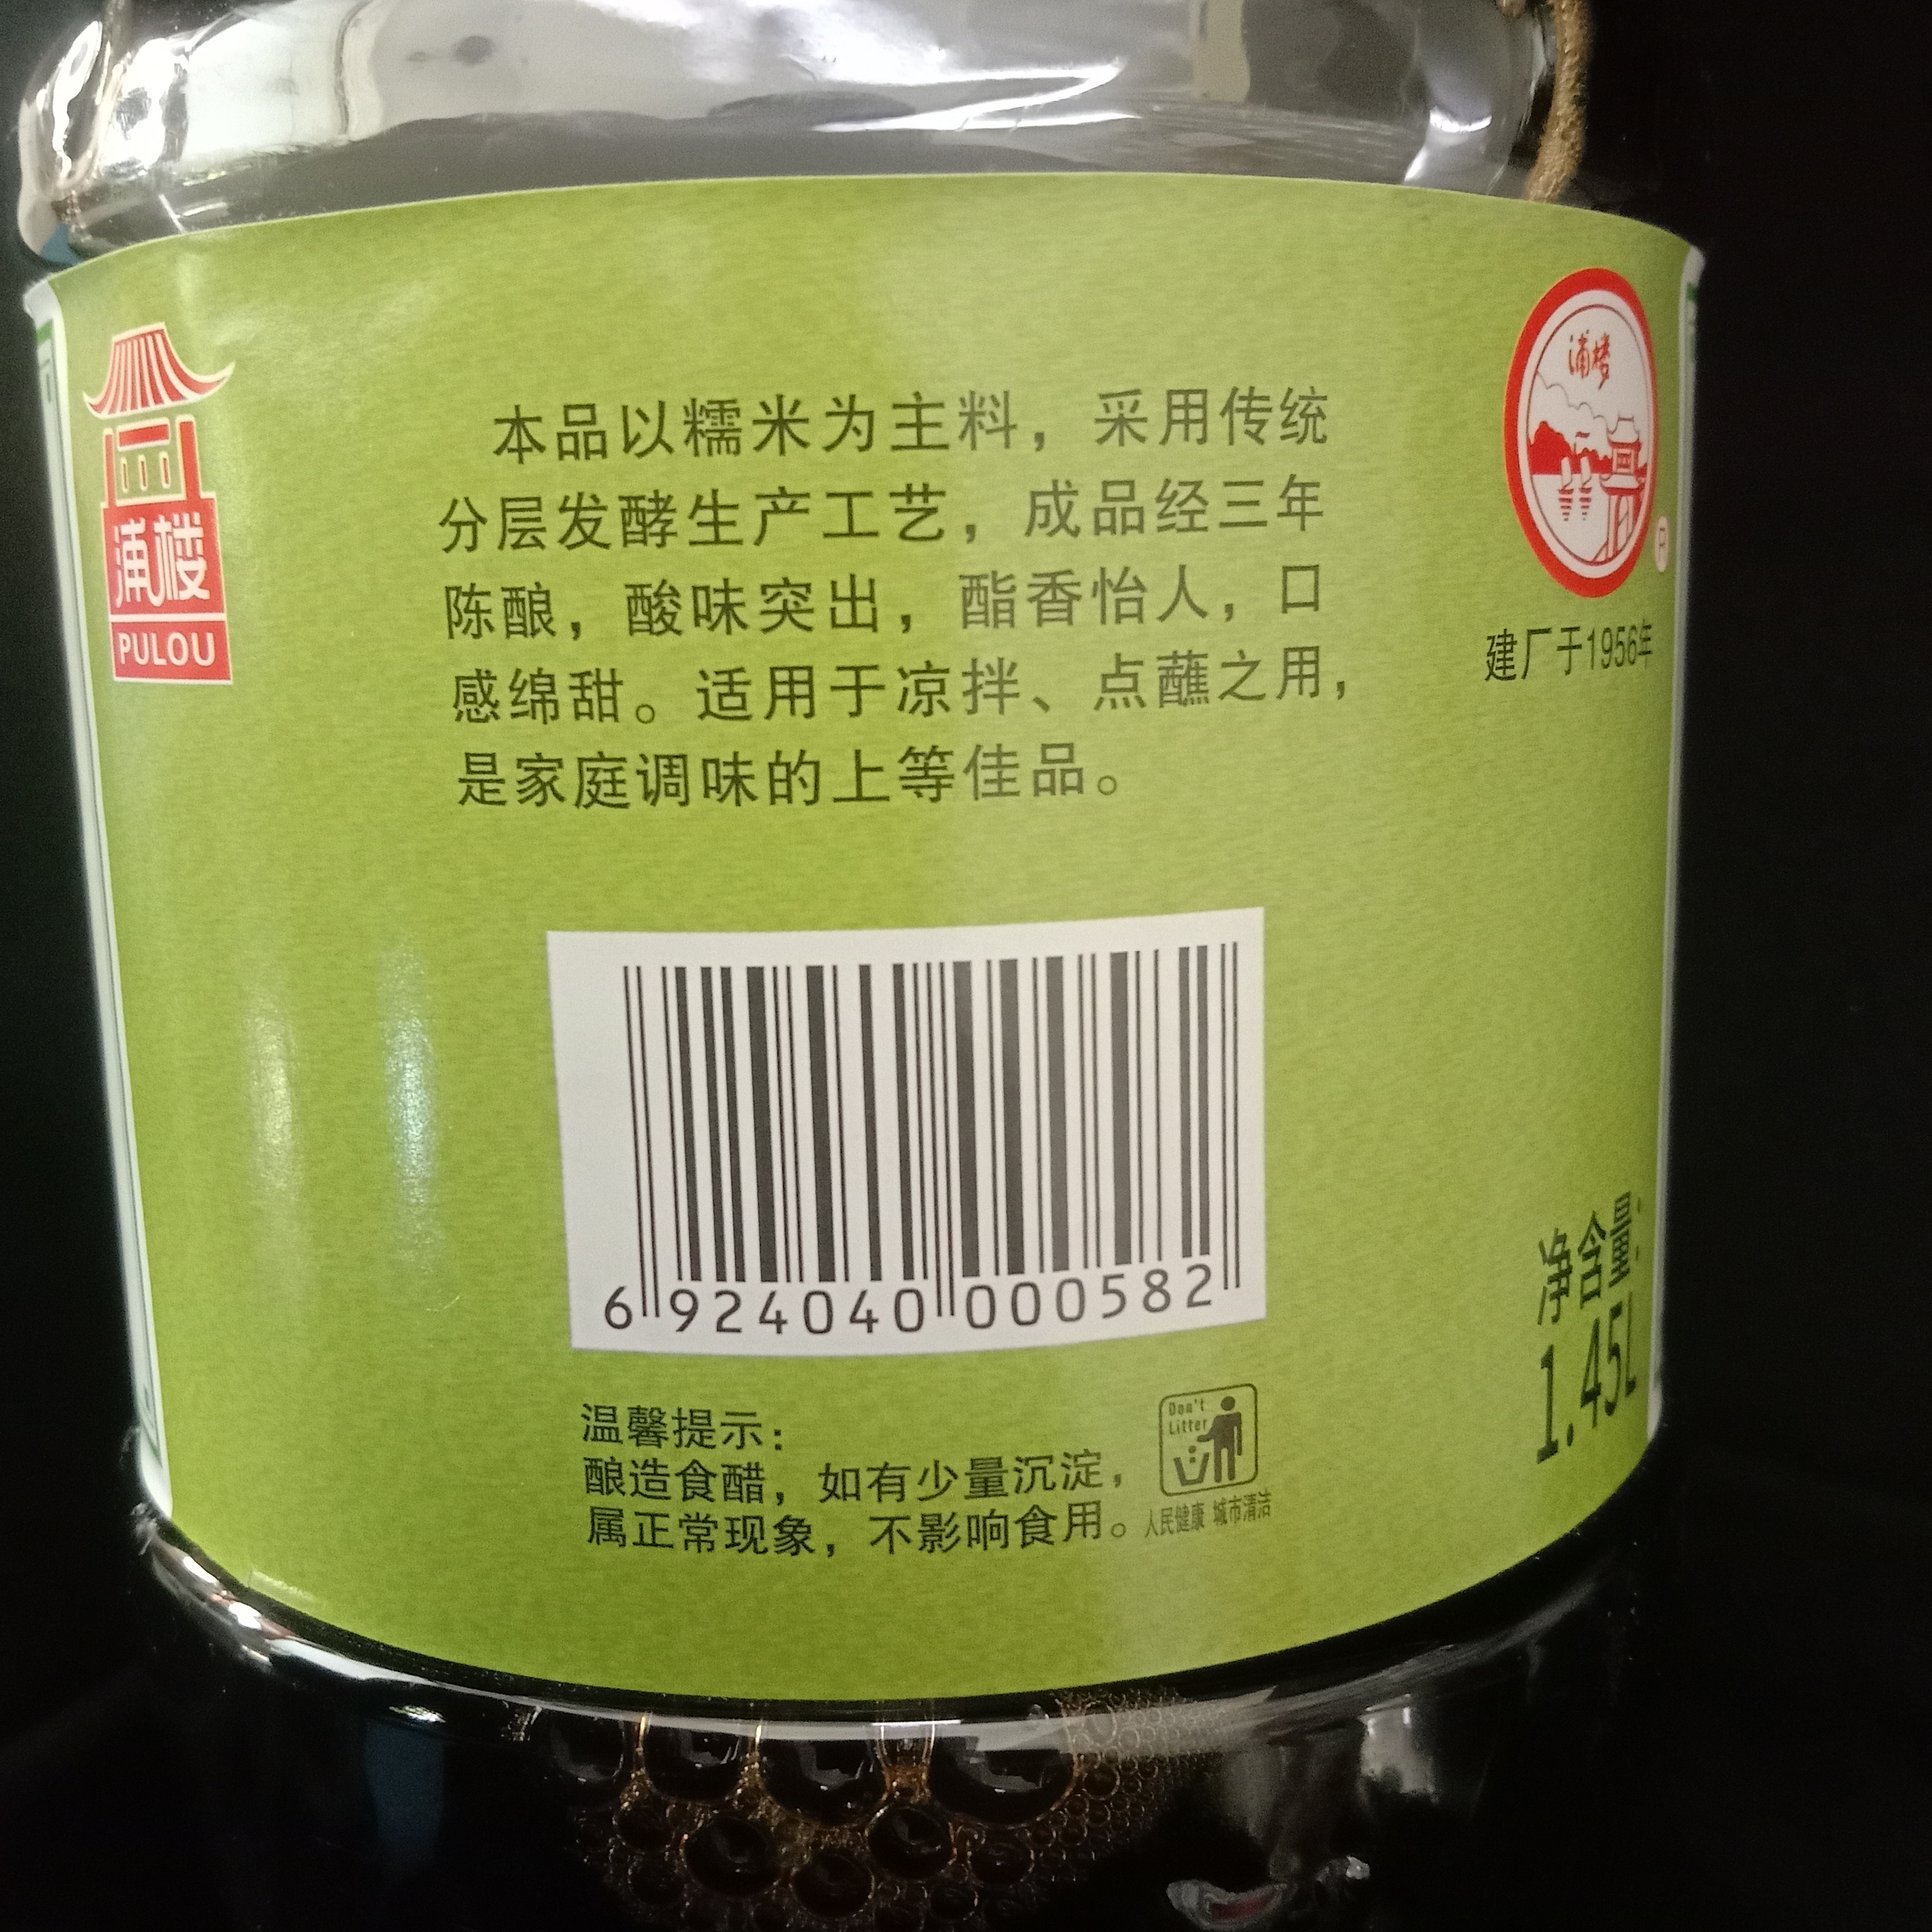 浦楼
PULOU
浦楼
®
建厂于1956年
本品以糯米为主料，采用传统
分层发酵生产工艺，成品经三年
陈酿，酸味突出，酯香怡人，口
感绵甜。适用于凉拌、点蘸之用，
是家庭调味的上等佳品。
6 924040 000582
净含量:
1.45L
温馨提示:
酿造食醋，如有少量沉淀，
属正常现象，不影响食用。
Don't
Litter
人民健康 城市清洁